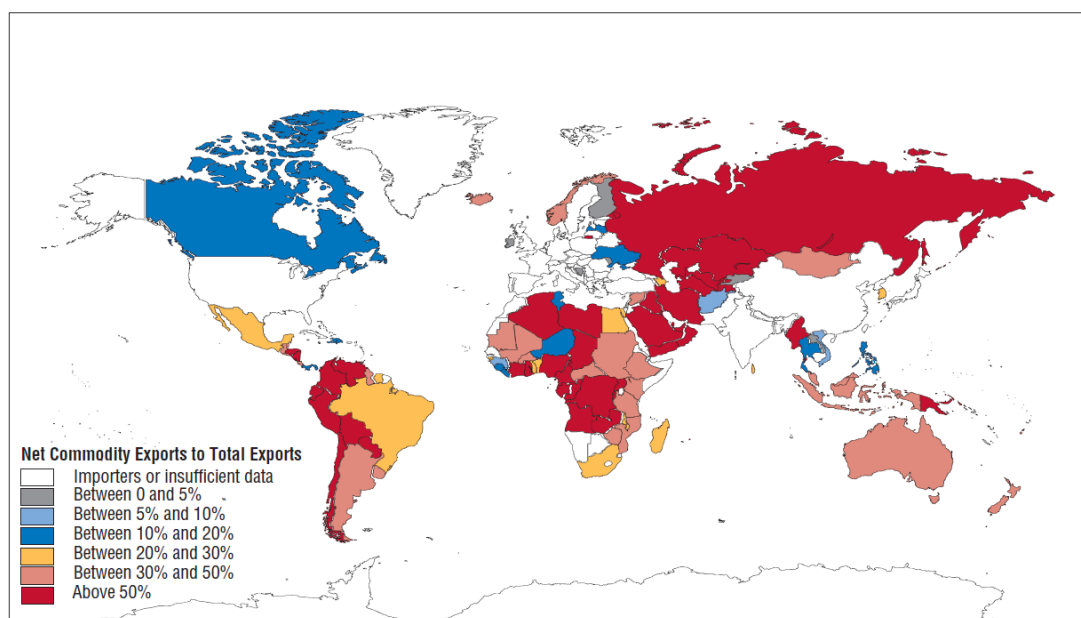 Net Commodity Exports to Total Exports
Importers or insufficient data
Between 0 and 5%
Between 5% and 10%
Between 10% and 20%
Between 20% and 30%
Between 30% and 50%
Above 50%